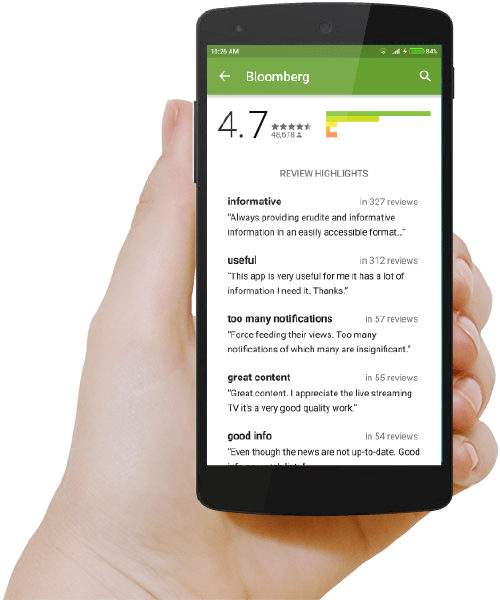 10:26 AM 84%
Bloomberg
4.7
48,678
REVIEW HIGHLIGHTS
informative in 327 reviews
"Always providing erudite and informative
information in an easily accessible format..”
useful in 312 reviews
"This app is very useful for me it has a lot of
information I need it. Thanks.”
too many notifications in 57 reviews
"Force feeding their views. Too many
notifications of which many are insignificant.”
great content in 55 reviews
"Great content. I appreciate the live streaming
TV it's a very good quality work.”
good info in 54 reviews
"Even though the news are not up-to-date. Good